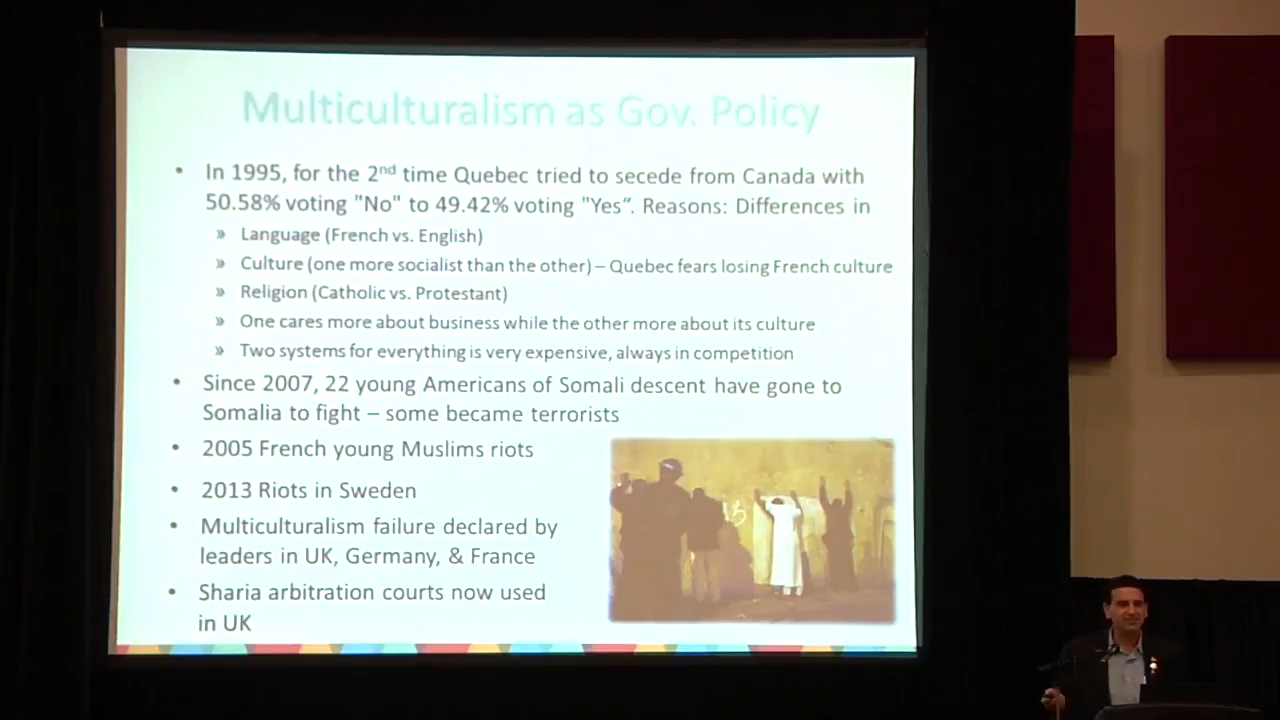 Multiculturalism as Gov. Policy
• In 1995, for the 2nd time Quebec tried to secede from Canada with
50.58% voting "No" to 49.42% voting "Yes“. Reasons: Differences in
» Language (French vs. English)
» Culture (one more socialist than the other) – Quebec fears losing French culture
» Religion (Catholic vs. Protestant)
» One cares more about business while the other more about its culture
» Two systems for everything is very expensive, always in competition
• Since 2007, 22 young Americans of Somali descent have gone to
Somalia to fight – some became terrorists
• 2005 French young Muslims riots
• 2013 Riots in Sweden
• Multiculturalism failure declared by
leaders in UK, Germany, & France
• Sharia arbitration courts now used
in UK